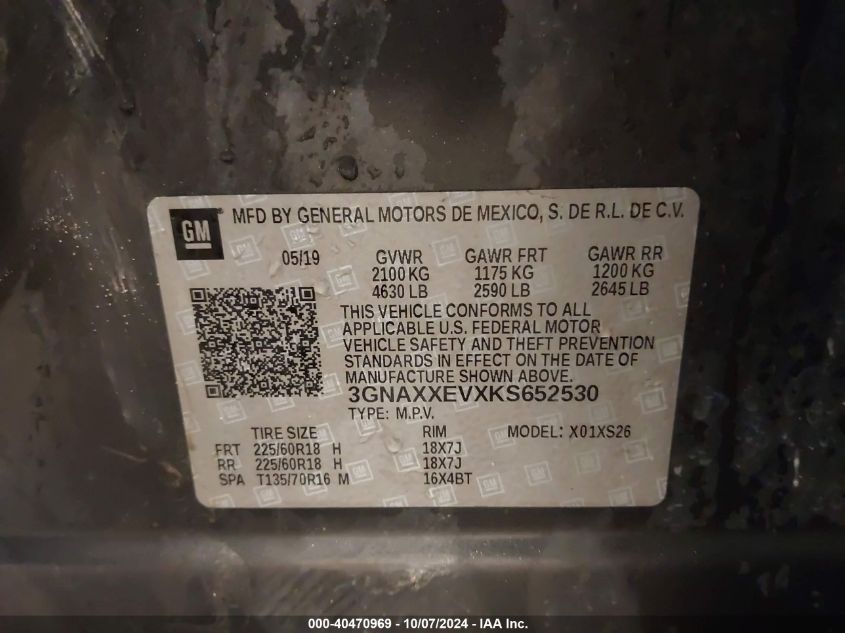 GM MFD BY GENERAL MOTORS DE MEXICO, S. DE R.L. DE C.V.
05/19 GVWR GAWR FRT GAWR RR
2100 KG 1175 KG 1200 KG
4630 LB 2590 LB 2645 LB
THIS VEHICLE CONFORMS TO ALL
APPLICABLE U.S. FEDERAL MOTOR
VEHICLE SAFETY AND THEFT PREVENTION
STANDARDS IN EFFECT ON THE DATE OF
MANUFACTURE SHOWN ABOVE.
3GNAXXEVXKS652530
TYPE: M.P.V.
TIRE SIZE RIM MODEL: X01XS26
FRT 225/60R18 H 18X7J
RR 225/60R18 H 18X7J
SPA T135/70R16 M 16X4BT
000-40470969 - 10/07/2024 - IAA Inc.